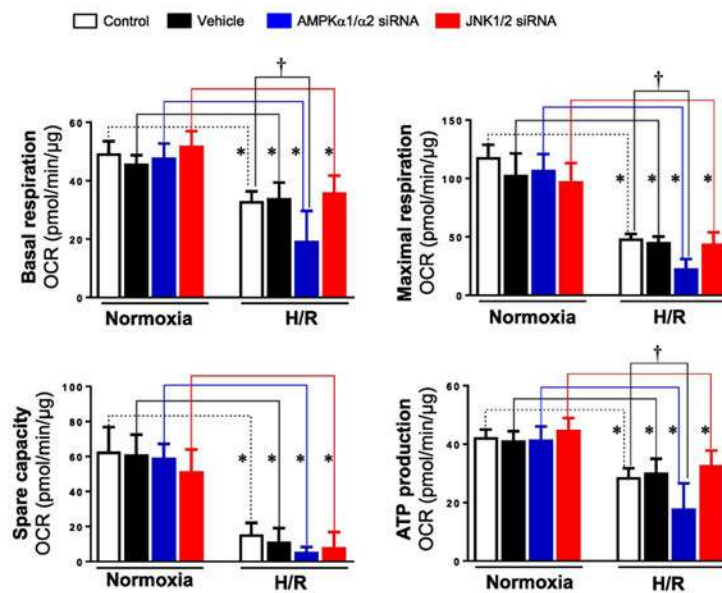 Control Vehicle AMPKα1/α2 siRNA JNK1/2 siRNA
†
Basal respiration
OCR (pmol/min/µg)
60
40
20
0
* * * *
Normoxia H/R
†
Maximal respiration
OCR (pmol/min/µg)
150
100
50
0
* * * *
Normoxia H/R
Spare capacity
OCR (pmol/min/µg)
100
80
60
40
20
0
* * * *
Normoxia H/R
†
ATP production
OCR (pmol/min/µg)
60
40
20
0
* * * *
Normoxia H/R